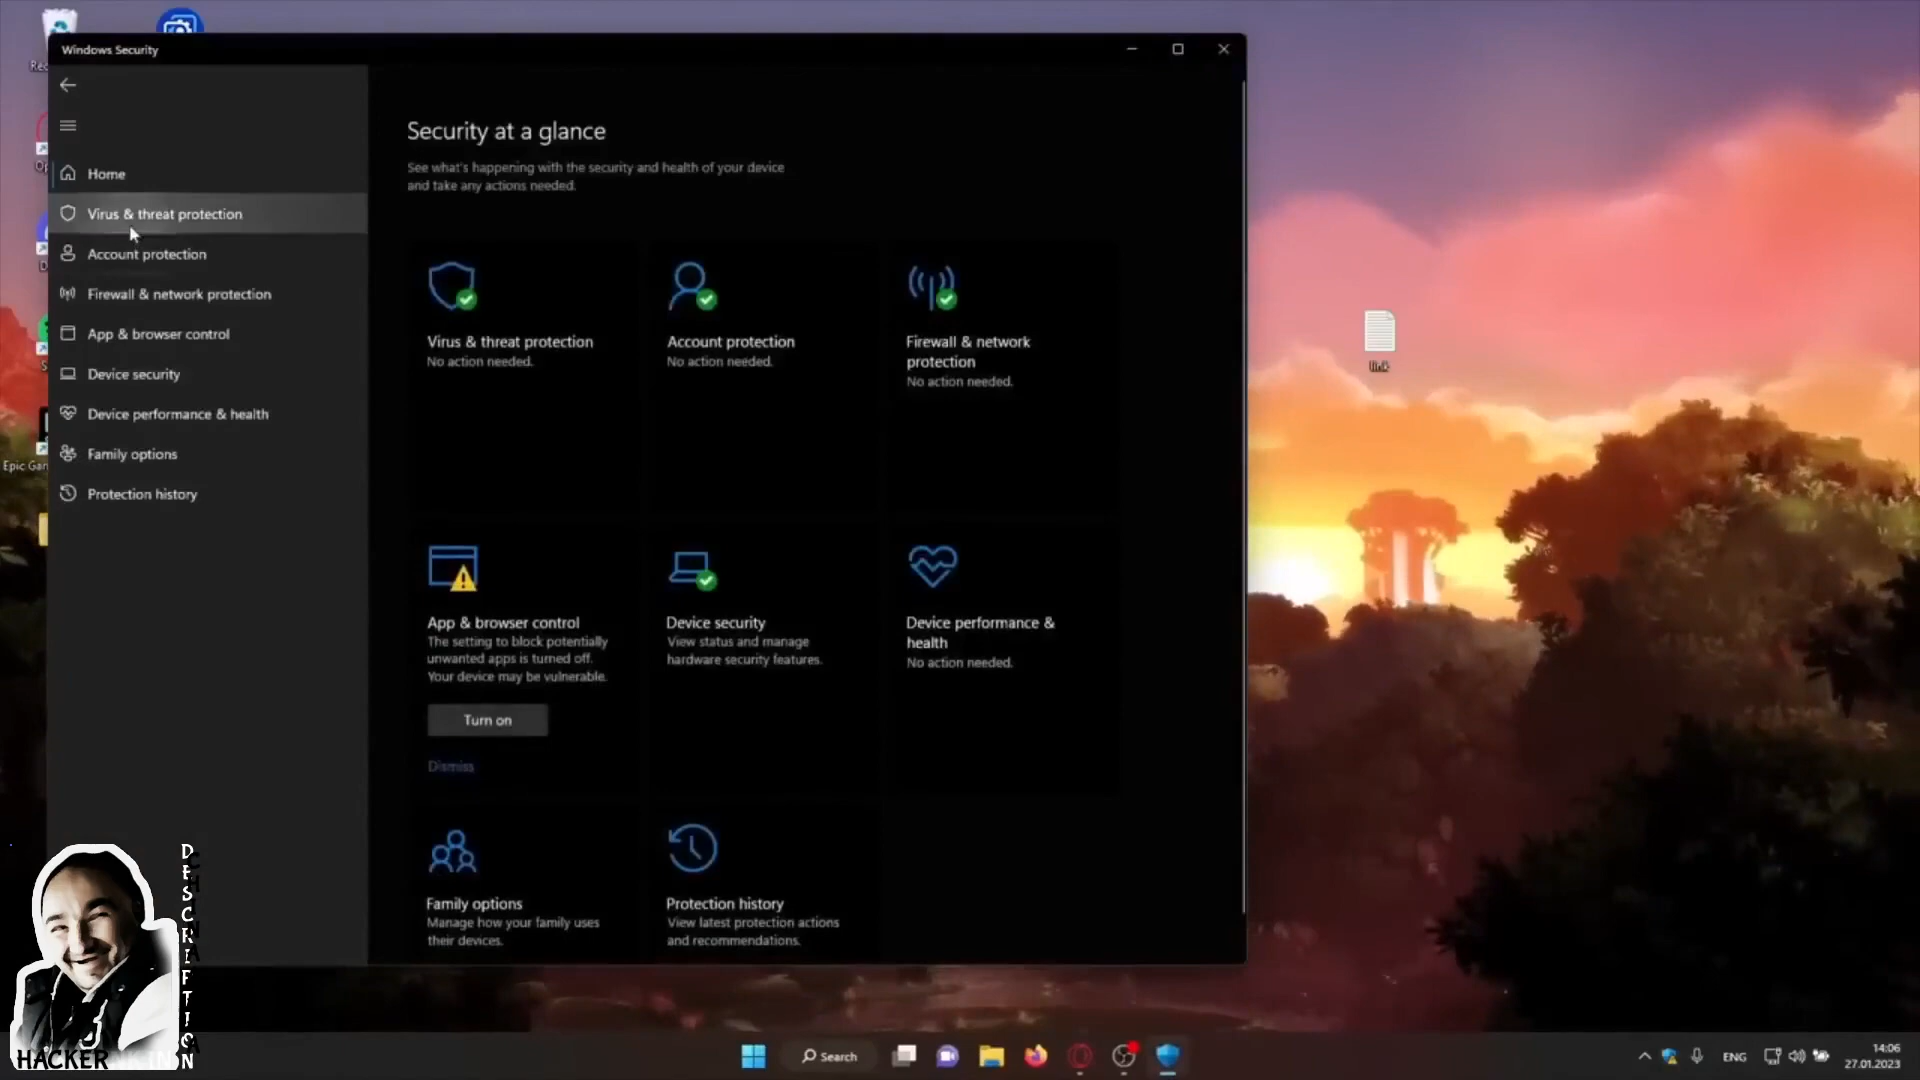 Windows Security
Home
Virus & threat protection
Account protection
Firewall & network protection
App & browser control
Device security
Device performance & health
Family options
Protection history
Security at a glance
See what's happening with the security and health of your device
and take any actions needed.
Virus & threat protection
No action needed.
Account protection
No action needed.
Firewall & network
protection
No action needed.
App & browser control
The setting to block potentially
unwanted apps is turned off.
Your device may be vulnerable.
Turn on
Dismiss
Device security
View status and manage
hardware security features.
Device performance &
health
No action needed.
Family options
Manage how your family uses
their devices.
Protection history
View latest protection actions
and recommendations.
link
Epic Gam
HACKER
Search
ENG
14:06
27.01.2023